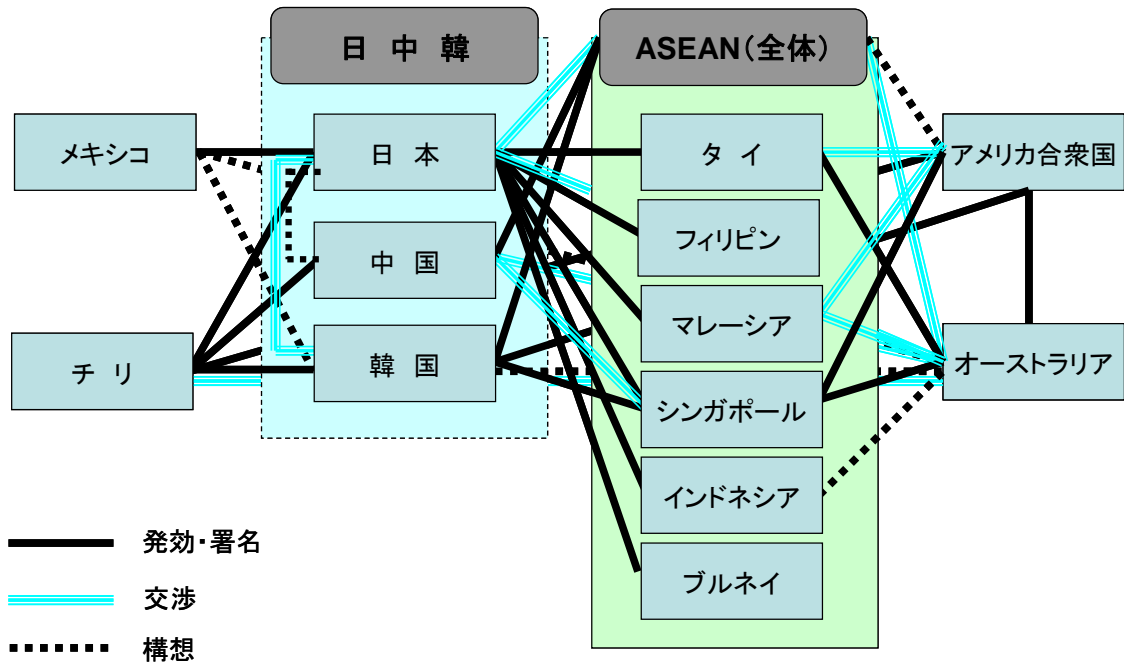 日 中 韓
ASEAN（全体）
メキシコ
日 本
タ イ
アメリカ合衆国
フィリピン
中 国
マレーシア
チ リ
韓 国
オーストラリア
シンガポール
インドネシア
ブルネイ
発効・署名
交渉
構想